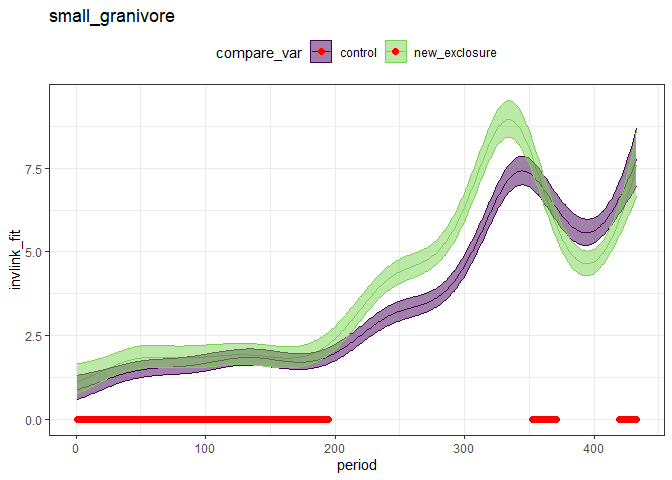 small_granivore
compare_var control new_exclosure
7.5
5.0
2.5
0.0
invlink_fit
0 100 200 300 400
period